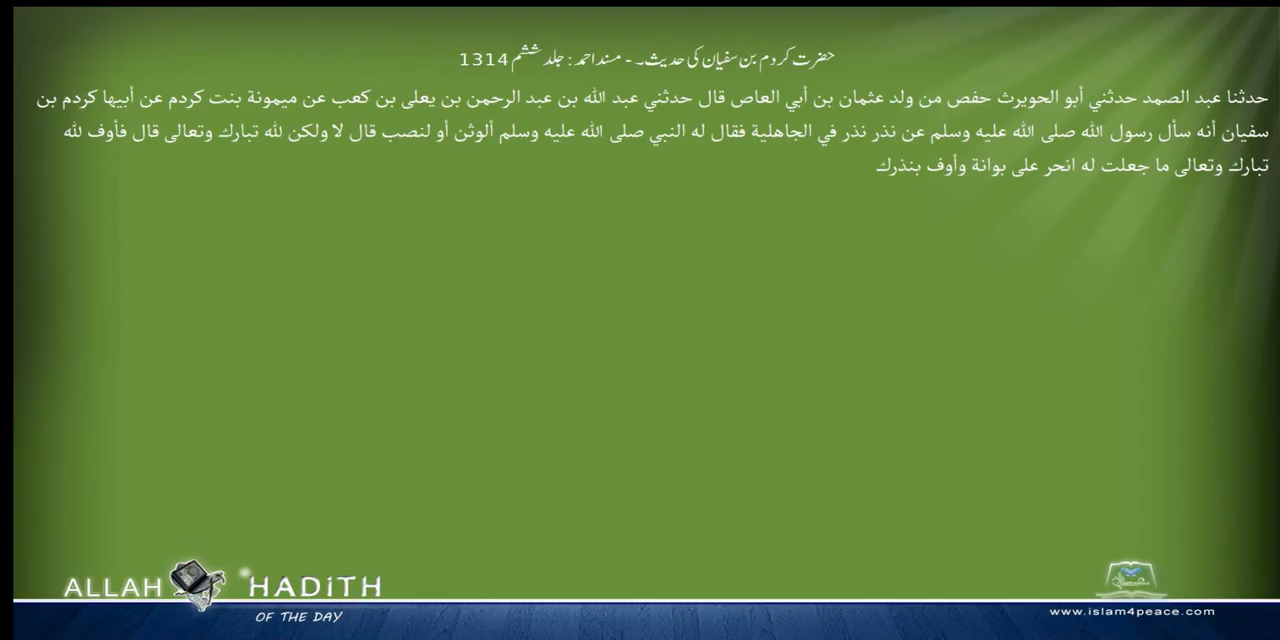 حضرت کردم بن سفیان کی حدیث۔ - مسند احمد : جلد ششم 1314
حدثنا عبد الصمد حدثني أبو الحويرث حفص من ولد عثمان بن أبي العاص قال حدثني عبد الله بن عبد الرحمن بن يعلى بن كعب عن ميمونة بنت كردم عن أبيها كردم بن
سفيان أنه سأل رسول الله صلى الله عليه وسلم عن نذر نذر في الجاهلية فقال له النبي صلى الله عليه وسلم ألوثن أو لنصب قال لا ولكن لله تبارك وتعالى قال فأوف لله
تبارك وتعالى ما جعلت له انحر على بوانة وأوف بنذرك
ALLAH HADITH
OF THE DAY
www.islam4peace.com